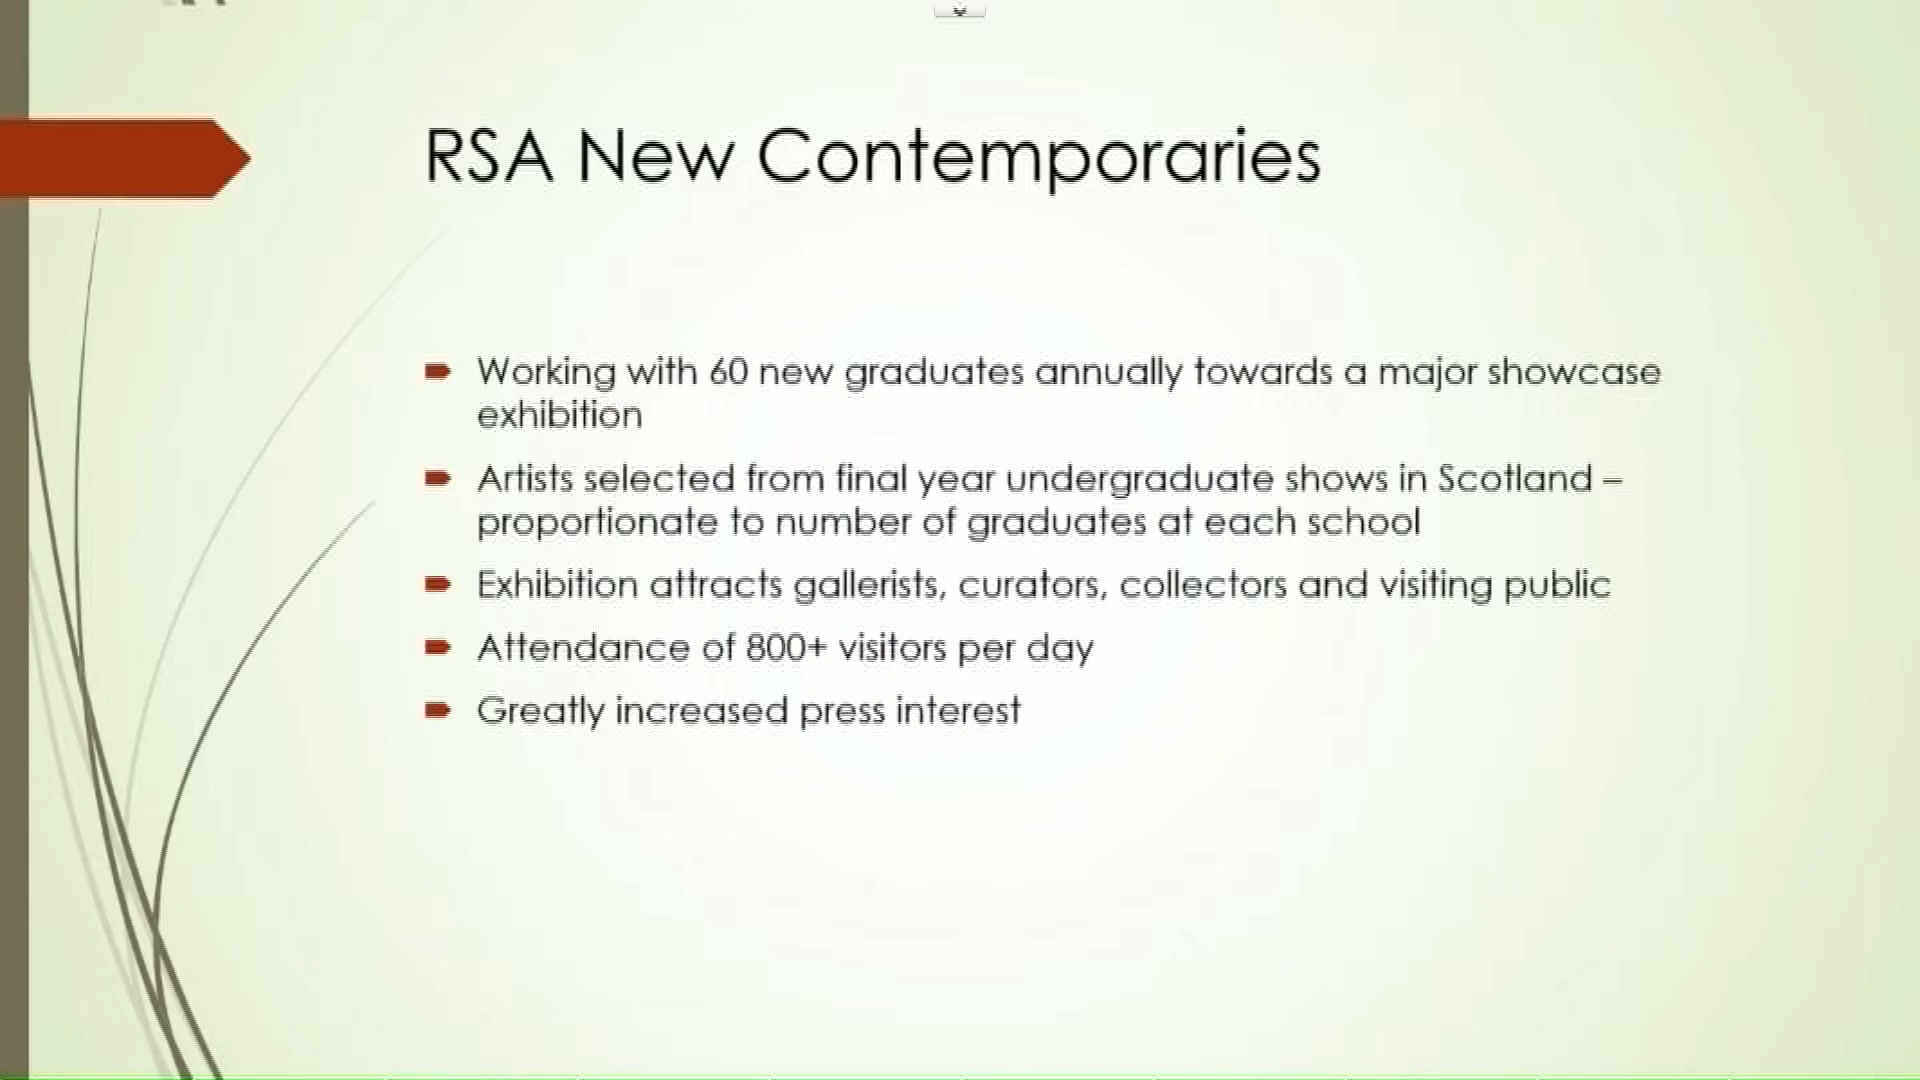 RSA New Contemporaries
Working with 60 new graduates annually towards a major showcase
exhibition
Artists selected from final year undergraduate shows in Scotland –
proportionate to number of graduates at each school
Exhibition attracts gallerists, curators, collectors and visiting public
Attendance of 800+ visitors per day
Greatly increased press interest